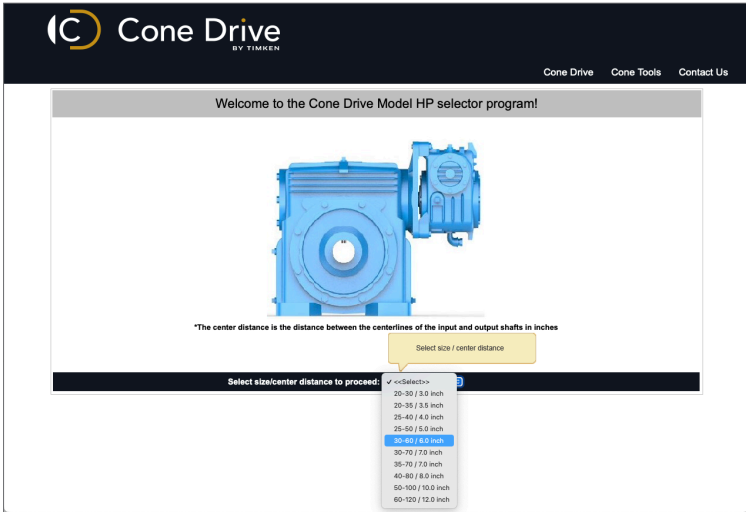 Cone Drive
BY TIMKEN
Cone Drive Cone Tools Contact Us
Welcome to the Cone Drive Model HP selector program!
*The center distance is the distance between the centerlines of the input and output shafts in inches
Select size / center distance
Select size/center distance to proceed:
✓ <<Select>>
20-30 / 3.0 inch
20-35 / 3.5 inch
25-40 / 4.0 inch
25-50 / 5.0 inch
30-60 / 6.0 inch
30-70 / 7.0 inch
35-70 / 7.0 inch
40-80 / 8.0 inch
50-100 / 10.0 inch
60-120 / 12.0 inch